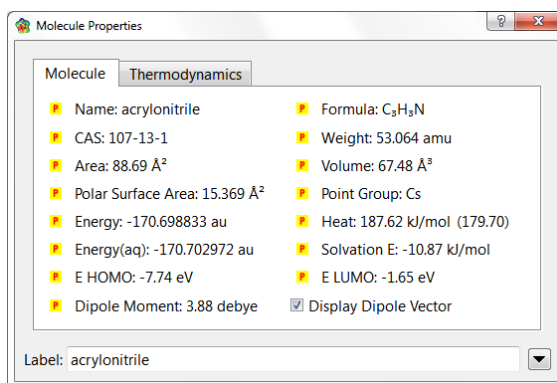 Molecule Properties
Molecule
Thermodynamics
P Name: acrylonitrile
P Formula: C₃H₃N
P CAS: 107-13-1
P Weight: 53.064 amu
P Area: 88.69 Å²
P Volume: 67.48 Å³
P Polar Surface Area: 15.369 Å²
P Point Group: Cs
P Energy: -170.698833 au
P Heat: 187.62 kJ/mol (179.70)
P Energy(aq): -170.702972 au
P Solvation E: -10.87 kJ/mol
P E HOMO: -7.74 eV
P E LUMO: -1.65 eV
P Dipole Moment: 3.88 debye
Display Dipole Vector
Label: acrylonitrile